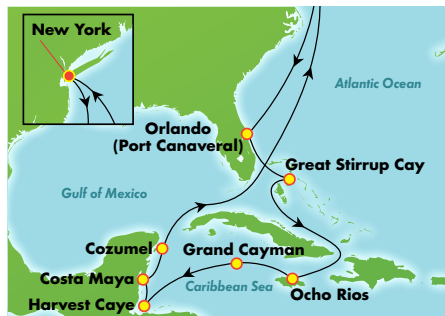 New York
Atlantic Ocean
Orlando
(Port Canaveral)
Great Stirrup Cay
Gulf of Mexico
Cozumel
Grand Cayman
Costa Maya
Caribbean Sea
Ocho Rios
Harvest Caye